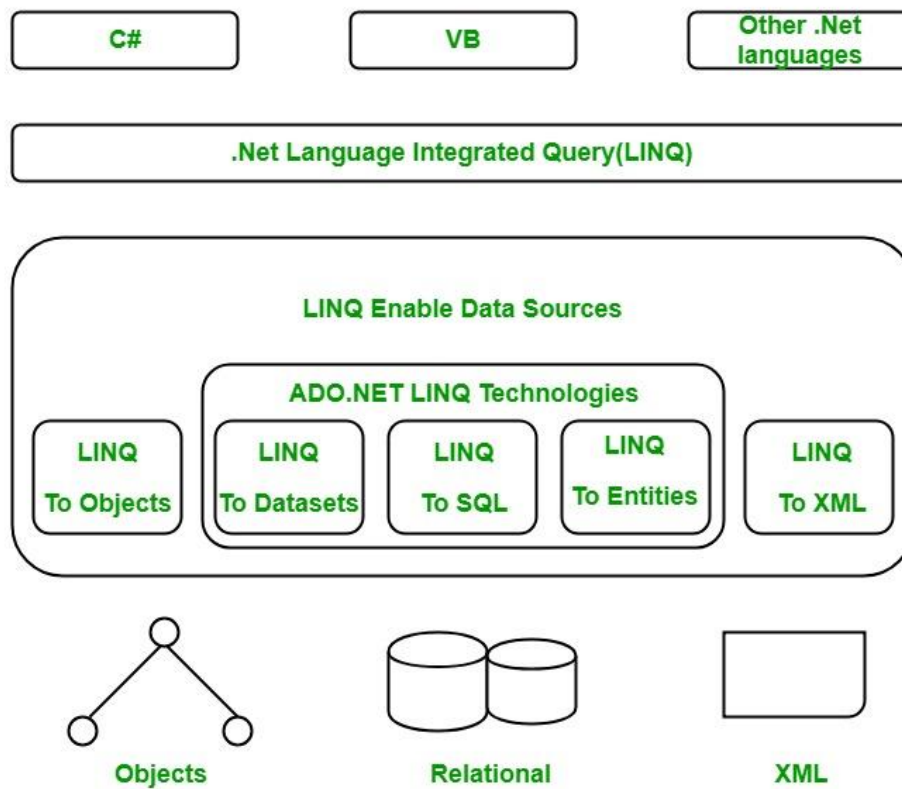 C#
VB
Other .Net
languages
.Net Language Integrated Query(LINQ)
LINQ Enable Data Sources
ADO.NET LINQ Technologies
LINQ
To Objects
LINQ
To Datasets
LINQ
To SQL
LINQ
To Entities
LINQ
To XML
Objects
Relational
XML